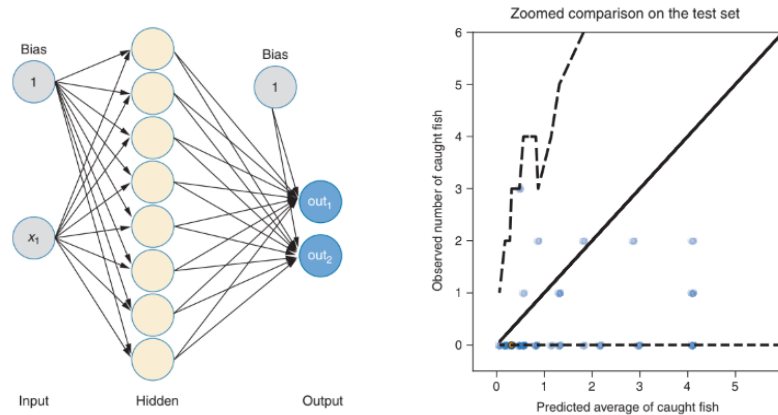 Bias
1
x₁
Bias
1
out₁
out₂
Input
Hidden
Output
Zoomed comparison on the test set
Observed number of caught fish
6
5
4
3
2
1
0
0
1
2
3
4
5
Predicted average of caught fish